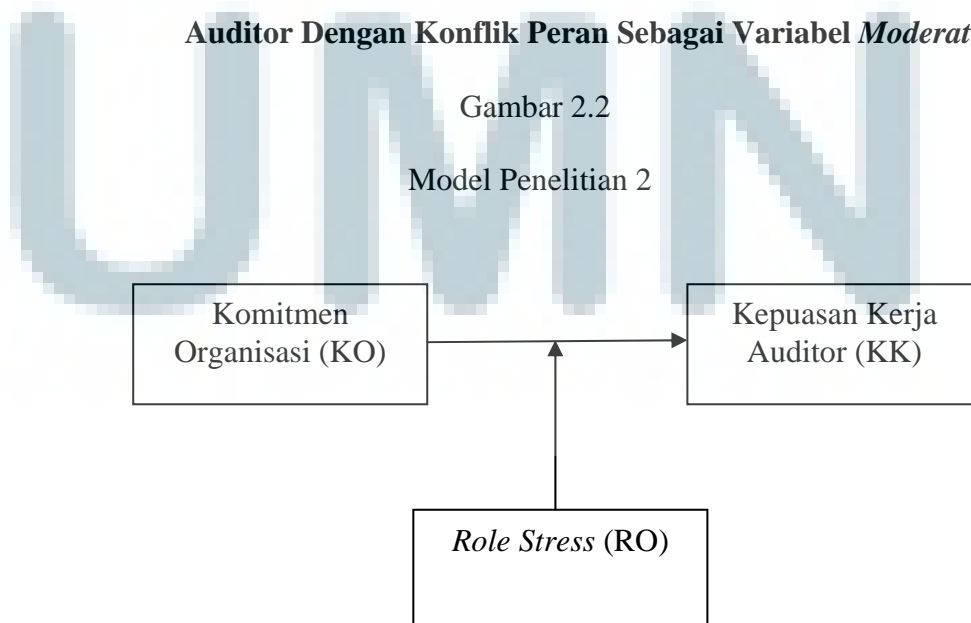 Auditor Dengan Konflik Peran Sebagai Variabel Moderat
Gambar 2.2
Model Penelitian 2
UMN
Komitmen
Organisasi (KO)
Kepuasan Kerja
Auditor (KK)
Role Stress (RO)